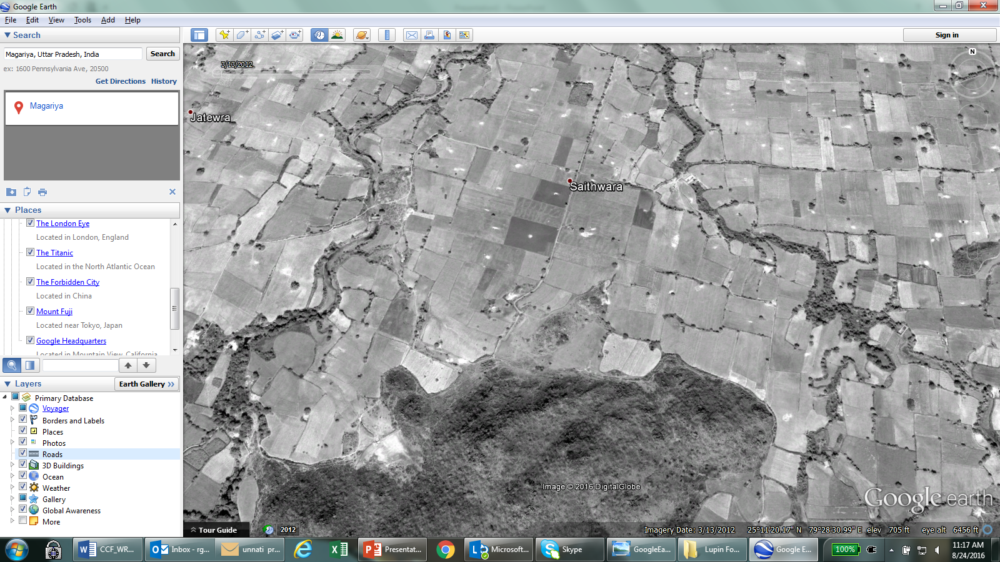 Google Earth
File Edit View Tools Add Help
Search
Sign in
Magariya, Uttar Pradesh, India
Search
ex: 1600 Pennsylvania Ave, 20500
Get Directions History
Magariya
Places
The London Eye
Located in London, England
The Titanic
Located in the North Atlantic Ocean
The Forbidden City
Located in China
Mount Fuji
Located near Tokyo, Japan
Google Headquarters
Located in Mountain View, California
Layers
Earth Gallery >>
Primary Database
Voyager
Borders and Labels
Places
Photos
Roads
3D Buildings
Ocean
Weather
Gallery
Global Awareness
More
3/13/2012
N
Jatewra
Saithwara
Image © 2016 DigitalGlobe
Google earth
Tour Guide
2012
Imagery Date: 3/13/2012 25°11'20.17" N 79°28'30.99" E elev 705 ft eye alt 6456 ft
CCF_WR...
Inbox - rg...
unnati pr...
Presentat...
Microsoft...
Skype
GoogleEa...
Lupin Fo...
Google E...
100%
11:17 AM
8/24/2016